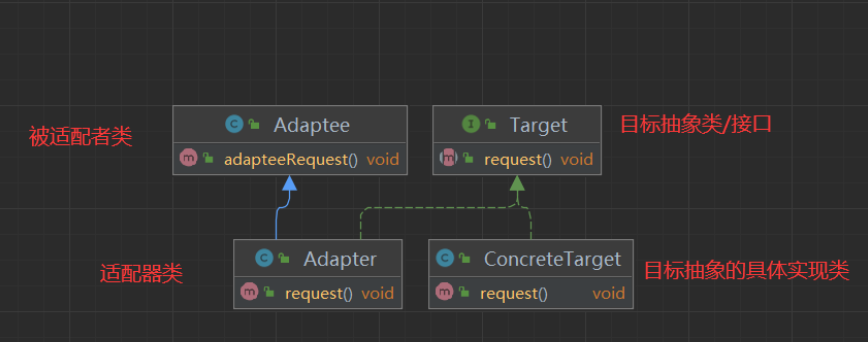 被适配者类
C Adaptee
m adapteeRequest() void
I Target
m request() void
目标抽象类/接口
适配器类
C Adapter
m request() void
C ConcreteTarget
m request() void
目标抽象的具体实现类